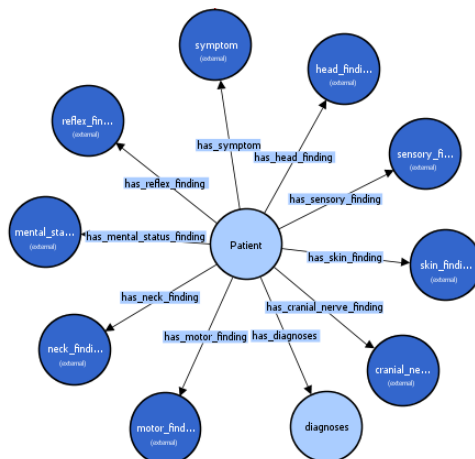 symptom
(external)
head_findi...
(external)
reflex_fin...
(external)
sensory_fi...
(external)
has_symptom
has_head_finding
has_reflex_finding
has_sensory_finding
mental_sta...
(external)
has_mental_status_finding
Patient
has_skin_finding
skin_findi...
(external)
has_neck_finding
has_cranial_nerve_finding
has_motor_finding
has_diagnoses
neck_findi...
(external)
cranial_ne...
(external)
motor_find...
(external)
diagnoses